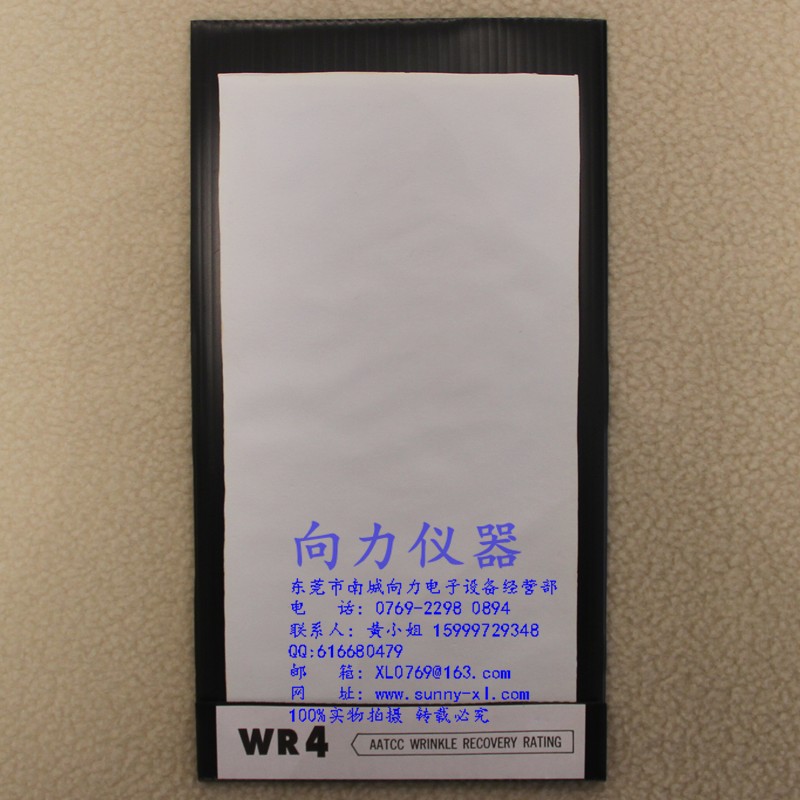 向力仪器
东莞市南城向力电子设备经营部
电 话: 0769-2298 0894
联系人: 黄小姐 15999729348
QQ:616680479
邮 箱: XL0769@163.com
网 址: www.sunny-xl.com
100%实物拍摄 转载必究
WR4 AATCC WRINKLE RECOVERY RATING